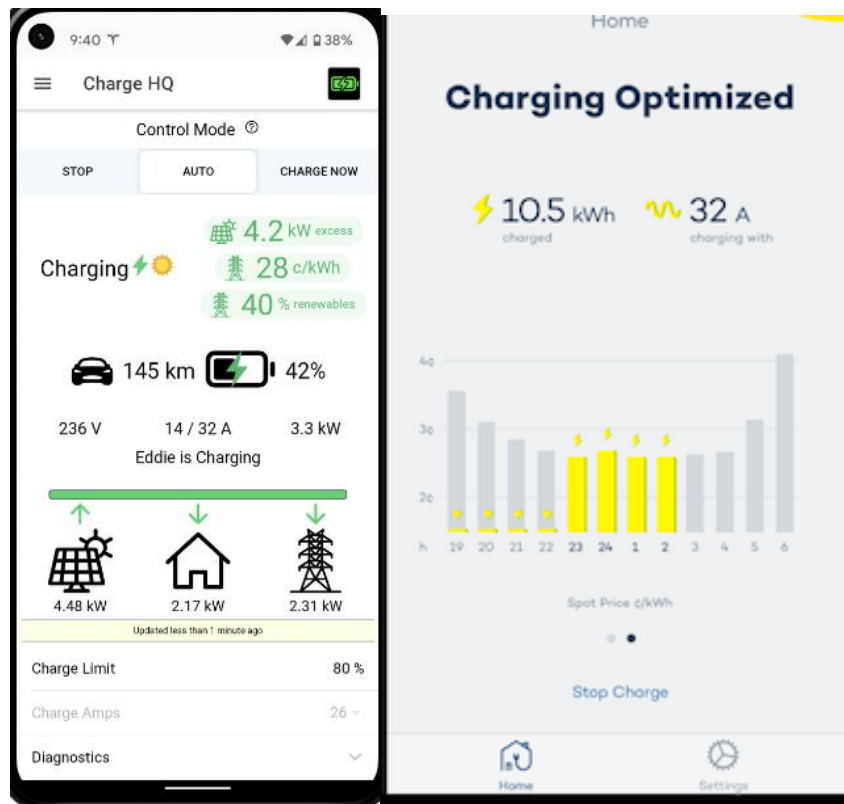 9:40
38%
Charge HQ
Control Mode ?
STOP
AUTO
CHARGE NOW
4.2 kW excess
Charging
28 c/kWh
40 % renewables
145 km
42%
236 V
14 / 32 A
3.3 kW
Eddie is Charging
4.48 kW
2.17 kW
2.31 kW
Updated less than 1 minute ago
Charge Limit
80 %
Charge Amps
26
Diagnostics
Home
Charging Optimized
10.5 kWh
charged
32 A
charging with
4¢
3¢
2¢
h 19 20 21 22 23 24 1 2 3 4 5 6
Spot Price ¢/kWh
Stop Charge
Home
Settings